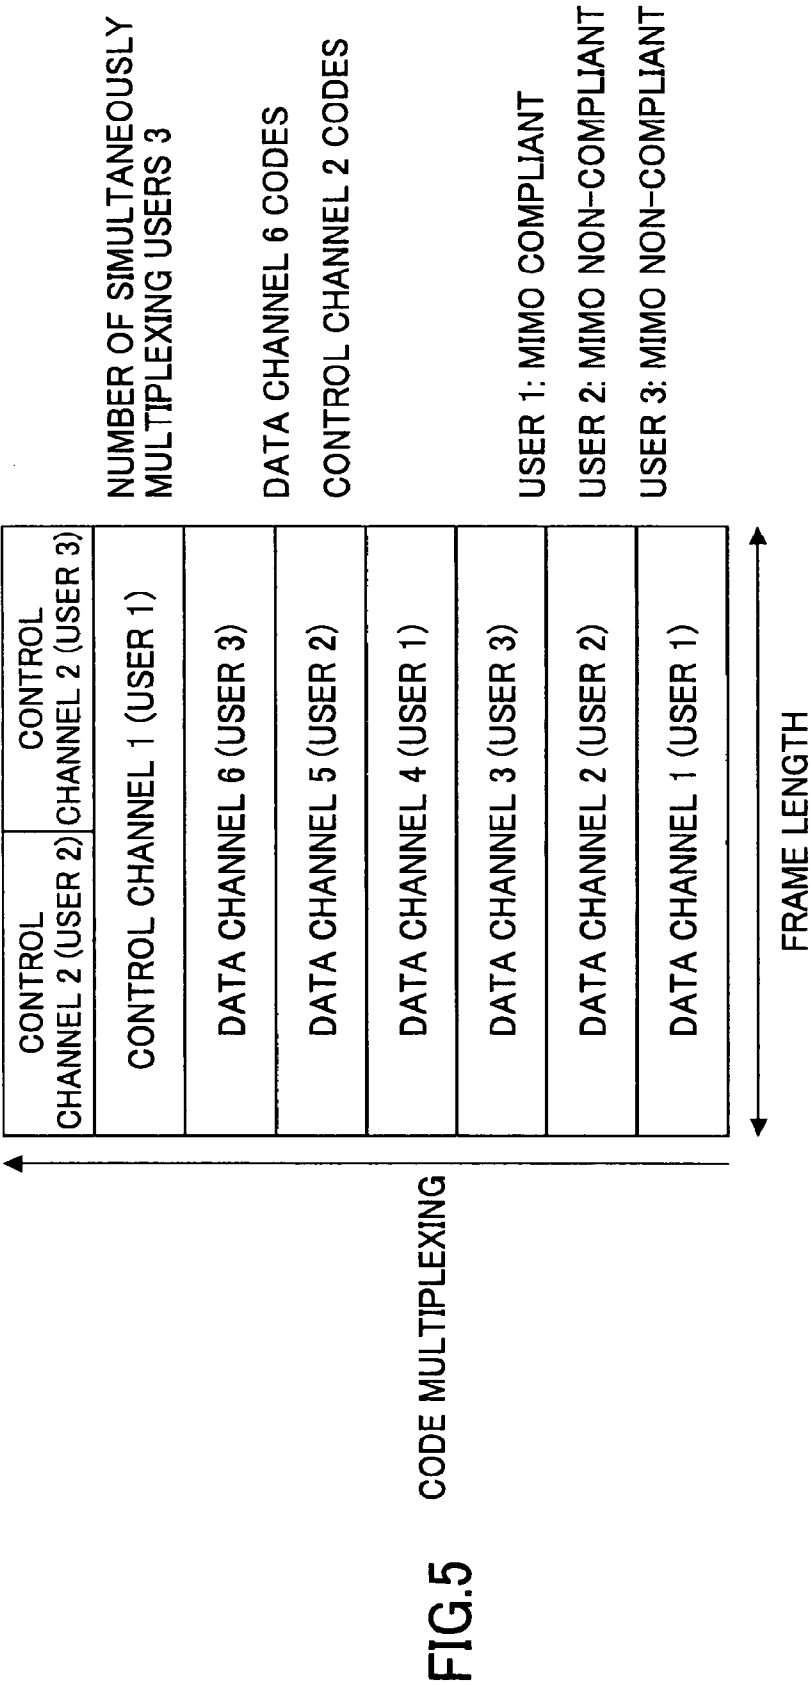 FIG.5
CODE MULTIPLEXING
CONTROL
CHANNEL 2 (USER 2)
CONTROL
CHANNEL 2 (USER 3)
CONTROL CHANNEL 1 (USER 1)
DATA CHANNEL 6 (USER 3)
DATA CHANNEL 5 (USER 2)
DATA CHANNEL 4 (USER 1)
DATA CHANNEL 3 (USER 3)
DATA CHANNEL 2 (USER 2)
DATA CHANNEL 1 (USER 1)
FRAME LENGTH
NUMBER OF SIMULTANEOUSLY
MULTIPLEXING USERS 3
DATA CHANNEL 6 CODES
CONTROL CHANNEL 2 CODES
USER 1: MIMO COMPLIANT
USER 2: MIMO NON-COMPLIANT
USER 3: MIMO NON-COMPLIANT